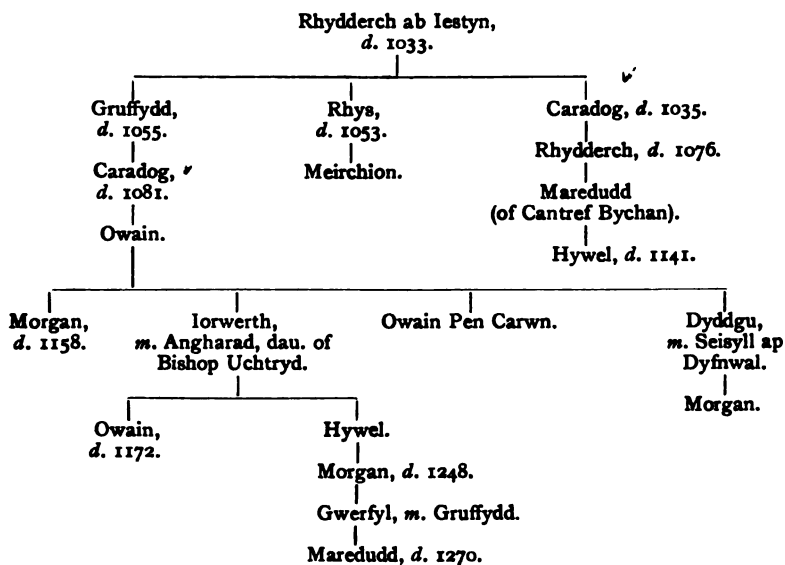 Rhydderch ab Iestyn,
d. 1033.
Gruffydd,
d. 1055.
Rhys,
d. 1053.
Caradog, d. 1035.
Caradog,
d. 1081.
Meirchion.
Rhydderch, d. 1076.
Maredudd
(of Cantref Bychan).
Owain.
Hywel, d. 1141.
Morgan,
d. 1158.
Iorwerth,
m. Angharad, dau. of
Bishop Uchtryd.
Owain Pen Carwn.
Dyddgu,
m. Seisyll ap
Dyfnwal.
Morgan.
Owain,
d. 1172.
Hywel.
Morgan, d. 1248.
Gwerfyl, m. Gruffydd.
Maredudd, d. 1270.